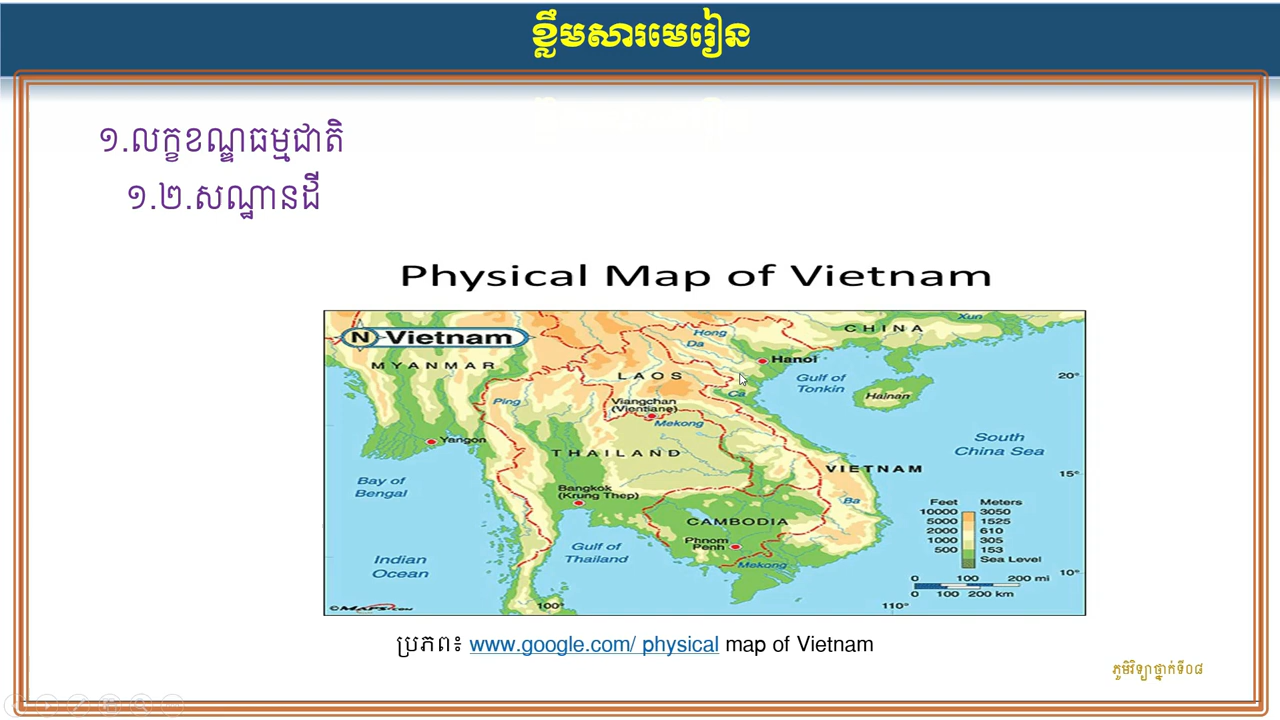 ខ្លឹមសារមេរៀន
១.លក្ខខណ្ឌធម្មជាតិ
១.២.សណ្ឋានដី
Physical Map of Vietnam
N Vietnam
CHINA
Xun
Hong
Da
Hanoi
MYANMAR
LAOS
Gulf of
Tonkin
20°
Hainan
Ping
Ca
Viangchan
(Vientiane)
Mekong
Yangon
South
China Sea
THAILAND
VIETNAM
15°
Bay of
Bengal
Bangkok
(Krung Thep)
Ba
Feet Meters
10000 3050
5000 1525
2000 610
1000 305
500 153
Sea Level
CAMBODIA
Phnom
Penh
Gulf of
Thailand
Mekong
Indian
Ocean
10°
0 100 200 mi
0 100 200 km
©MAPS.com
100°
110°
ប្រភព៖ www.google.com/ physical map of Vietnam
ភូមិវិទ្យាថ្នាក់ទី០៨